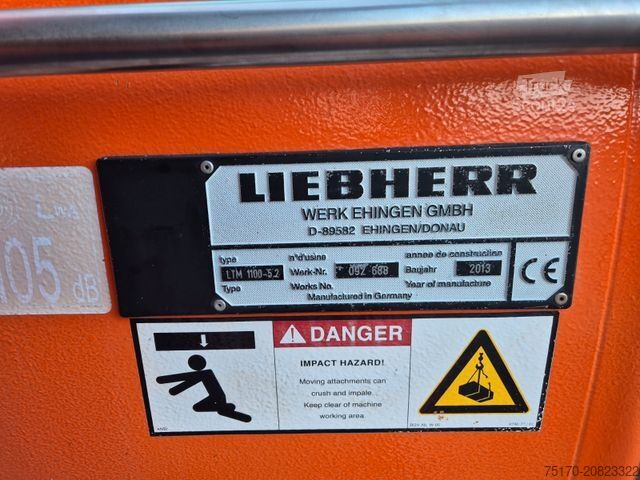 LWA
105 dB
LIEBHERR
WERK EHINGEN GMBH
D-89582 EHINGEN/DONAU
type n'd'usine annee de construction
LTM 1100-5.2 Werk-Nr. * 092 688 Baujahr 2013
Type Works No. Year of manufacture
Manufactured in Germany
CE
DANGER
IMPACT HAZARD!
Moving attachments can
crush and impale.
Keep clear of machine
working area.
75170-20823322